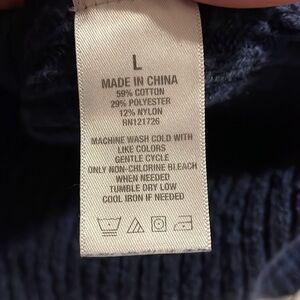 L
MADE IN CHINA
59% COTTON
29% POLYESTER
12% NYLON
RN121726
MACHINE WASH COLD WITH
LIKE COLORS
GENTLE CYCLE
ONLY NON-CHLORINE BLEACH
WHEN NEEDED
TUMBLE DRY LOW
COOL IRON IF NEEDED